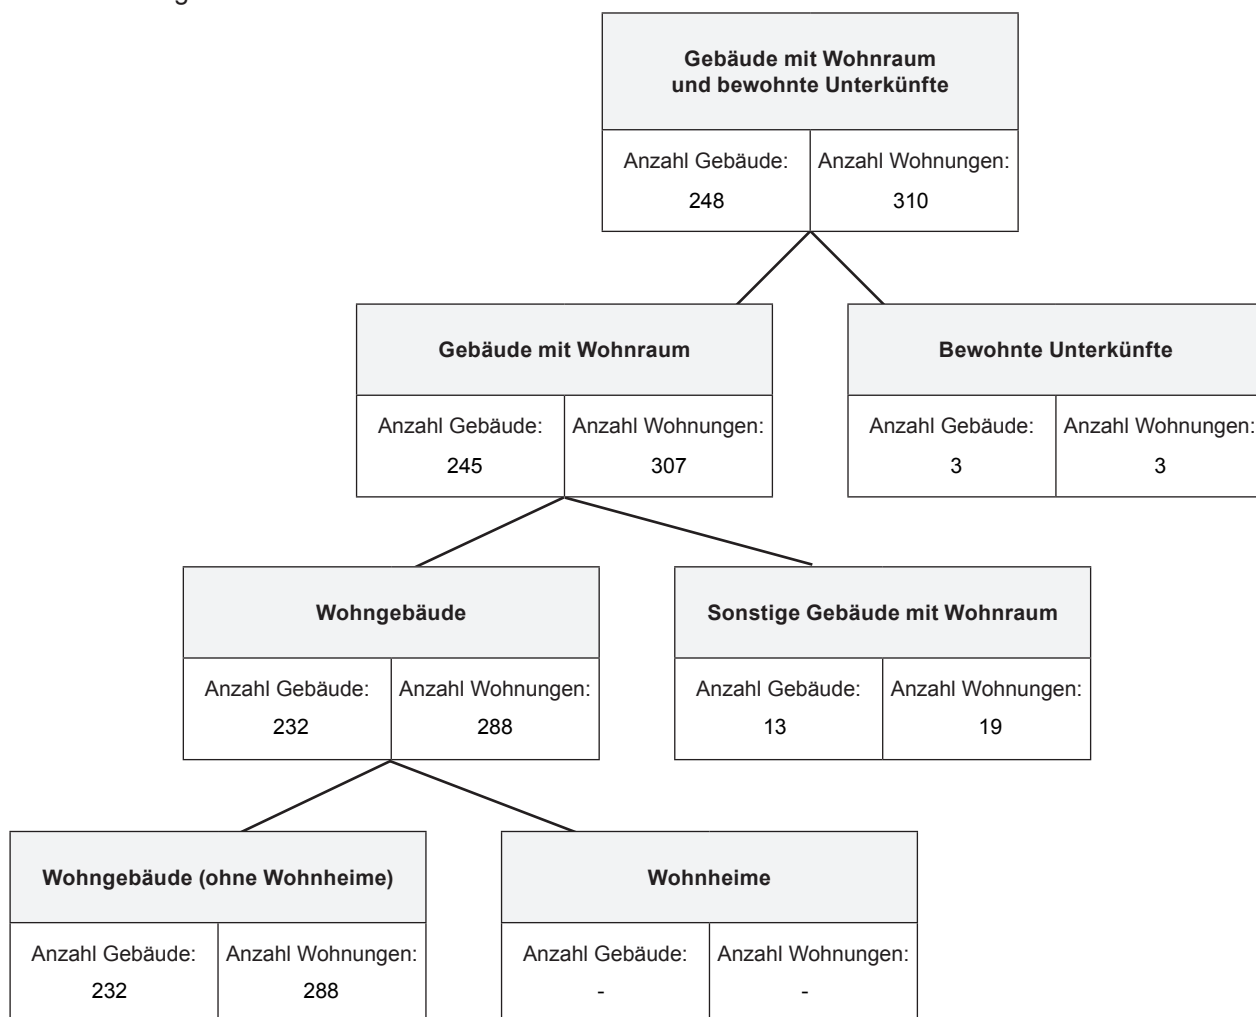 Gebäude mit Wohnraum
und bewohnte Unterkünfte
Anzahl Gebäude: Anzahl Wohnungen:
248 310
Gebäude mit Wohnraum
Anzahl Gebäude: Anzahl Wohnungen:
245 307
Bewohnte Unterkünfte
Anzahl Gebäude: Anzahl Wohnungen:
3 3
Wohngebäude
Anzahl Gebäude: Anzahl Wohnungen:
232 288
Sonstige Gebäude mit Wohnraum
Anzahl Gebäude: Anzahl Wohnungen:
13 19
Wohngebäude (ohne Wohnheime)
Anzahl Gebäude: Anzahl Wohnungen:
232 288
Wohnheime
Anzahl Gebäude: Anzahl Wohnungen:
- -